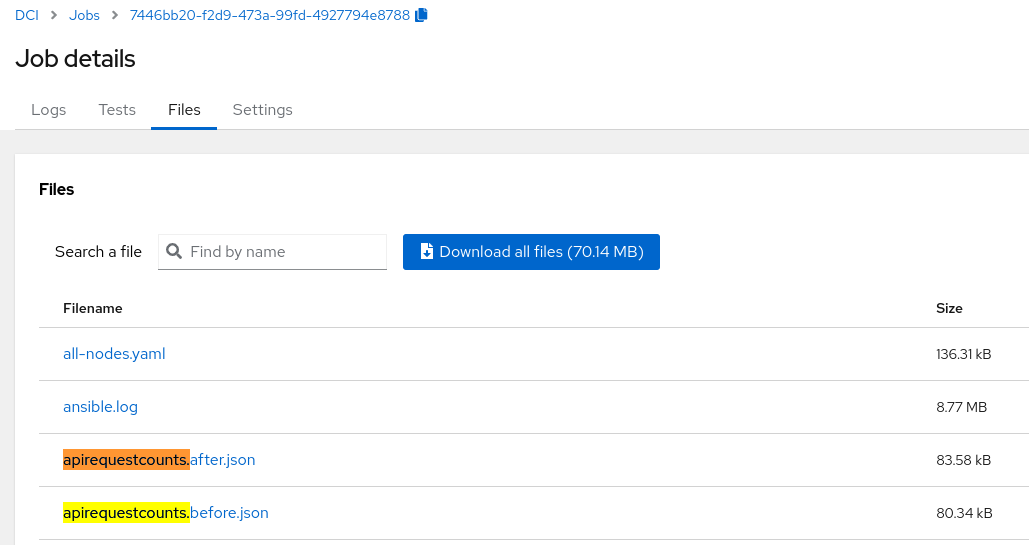 DCI > Jobs > 7446bb20-f2d9-473a-99fd-4927794e8788
Job details
Logs Tests Files Settings
Files
Search a file Find by name Download all files (70.14 MB)
Filename Size
all-nodes.yaml 136.31 kB
ansible.log 8.77 MB
apirequestcounts.after.json 83.58 kB
apirequestcounts.before.json 80.34 kB